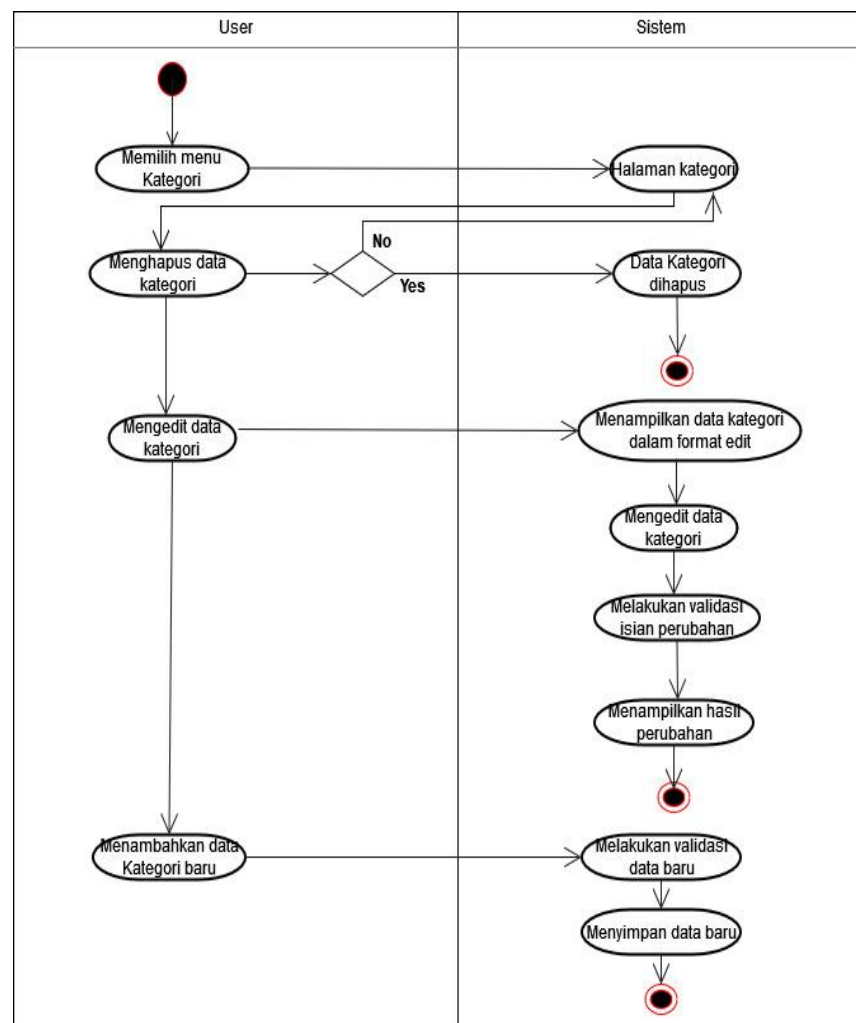 User
Sistem
Memilih menu
Kategori
Halaman kategori
No
Menghapus data
kategori
Yes
Data Kategori
dihapus
Mengedit data
kategori
Menampilkan data kategori
dalam format edit
Mengedit data
kategori
Melakukan validasi
isian perubahan
Menampilkan hasil
perubahan
Menambahkan data
Kategori baru
Melakukan validasi
data baru
Menyimpan data baru